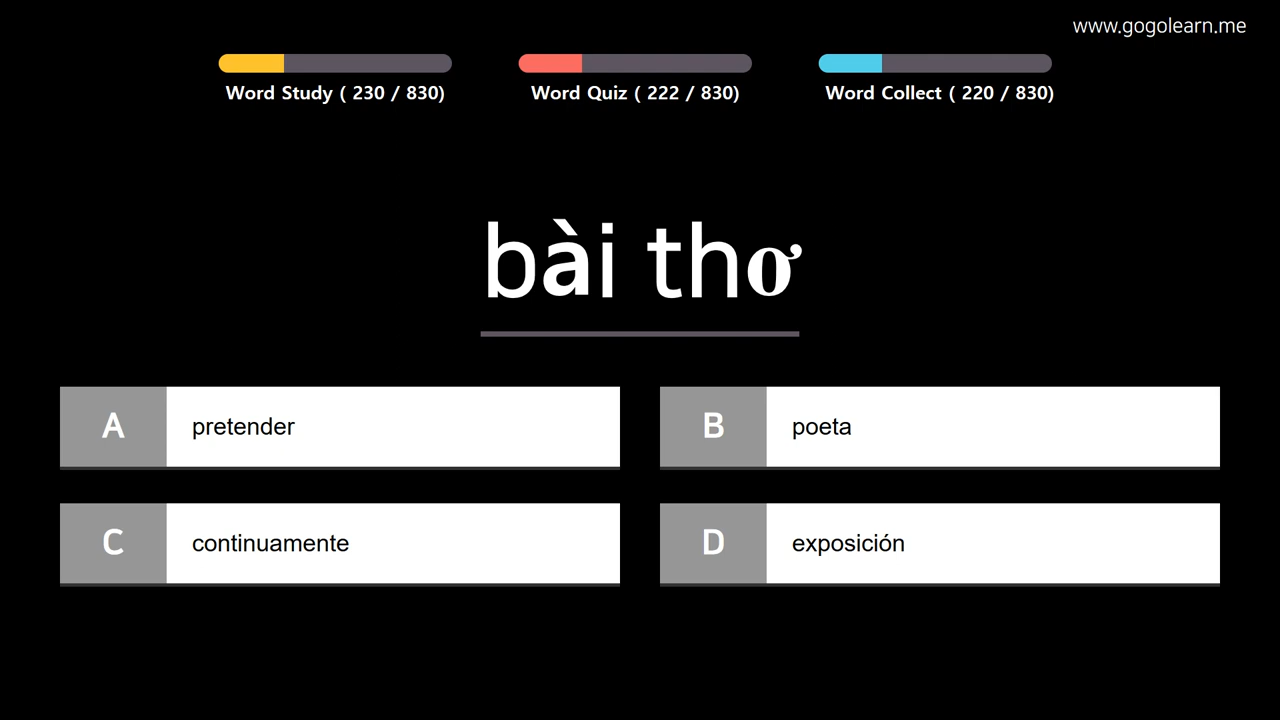 www.gogolearn.me
Word Study ( 230 / 830)
Word Quiz ( 222 / 830)
Word Collect ( 220 / 830)
bài thơ
A pretender
B poeta
C continuamente
D exposición